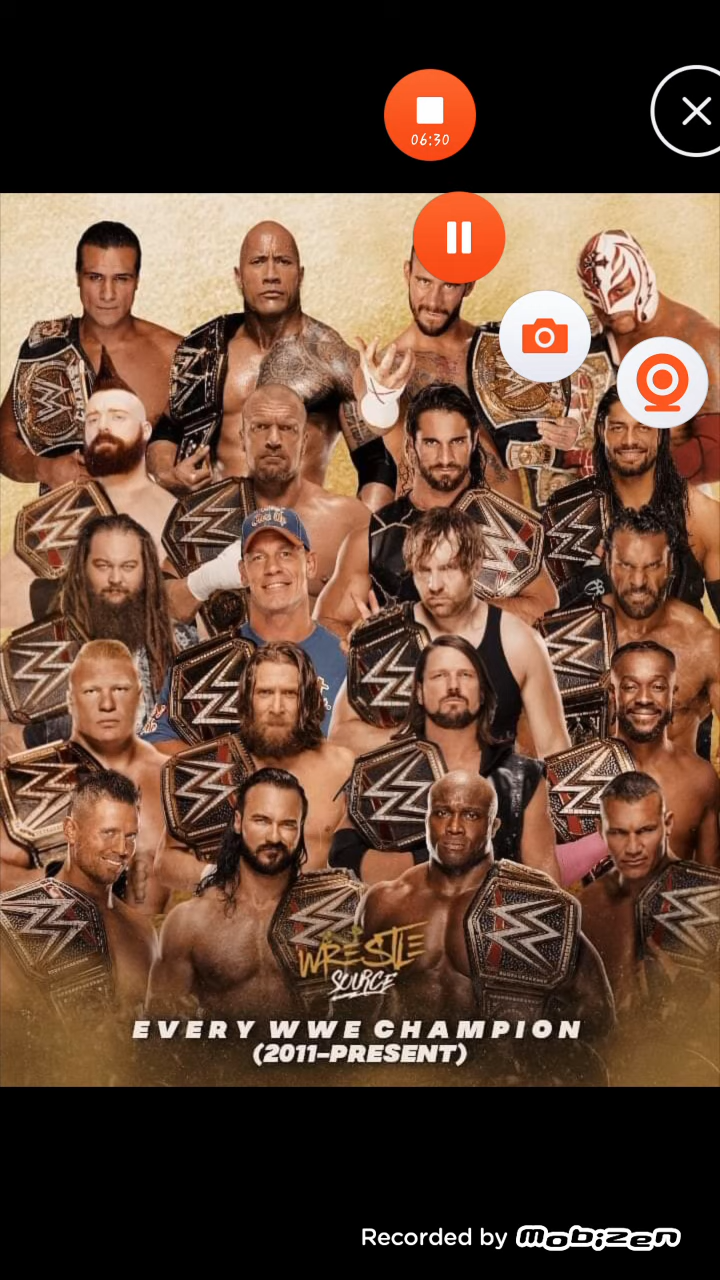 06:30
WRESTLE
SOURCE
EVERY WWE CHAMPION
(2011–PRESENT)
Recorded by mobizen